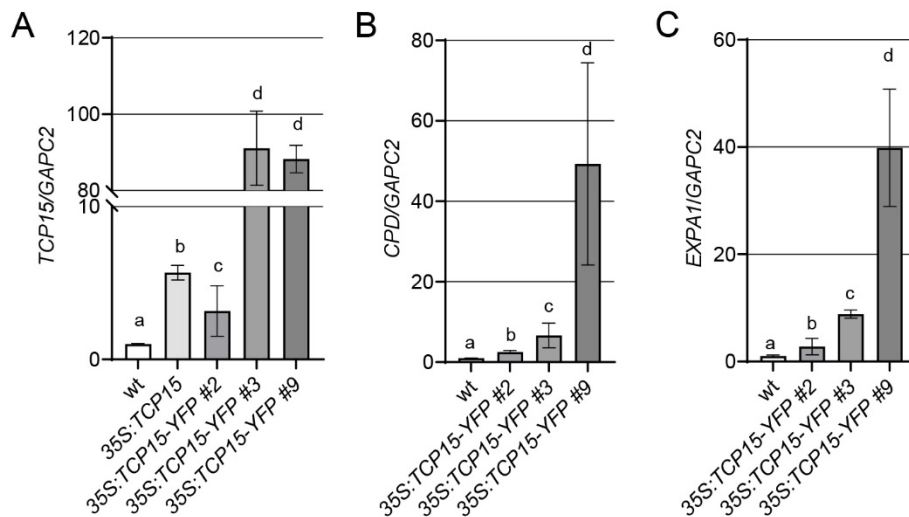 A
TCP15/GAPC2
120
100
80
10
0
a
b
c
d
d
wt
35S:TCP15
35S:TCP15-YFP #2
35S:TCP15-YFP #3
35S:TCP15-YFP #9
B
CPD/GAPC2
80
60
40
20
0
a
b
c
d
wt
35S:TCP15-YFP #2
35S:TCP15-YFP #3
35S:TCP15-YFP #9
C
EXPA1/GAPC2
60
40
20
0
a
b
c
d
wt
35S:TCP15-YFP #2
35S:TCP15-YFP #3
35S:TCP15-YFP #9